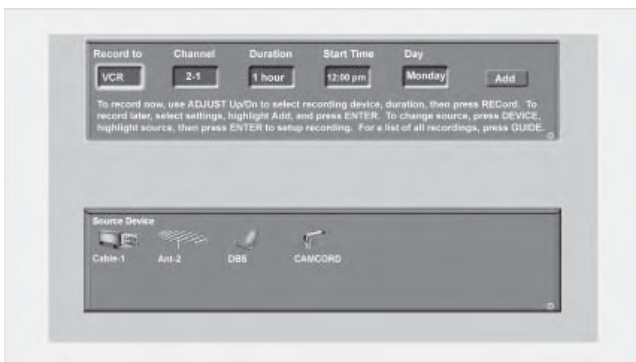 Record to Channel Duration Start Time Day
VCR 2-1 1 hour 12:00 pm Monday Add
To record now, use ADJUST Up/Dn to select recording device, duration, then press RECord. To
record later, select settings, highlight Add, and press ENTER. To change source, press DEVICE,
highlight source, then press ENTER to setup recording. For a list of all recordings, press GUIDE.
Source Device
Cable-1 Ant-2 DBS CAMCORD